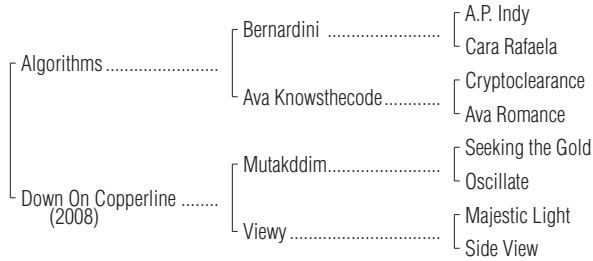 A.P. Indy
Bernardini ........................
Cara Rafaela
Algorithms ........................
Cryptoclearance
Ava Knowsthecode............
Ava Romance
Seeking the Gold
Mutakddim........................
Oscillate
Down On Copperline ........
(2008)
Majestic Light
Viewy ................................
Side View